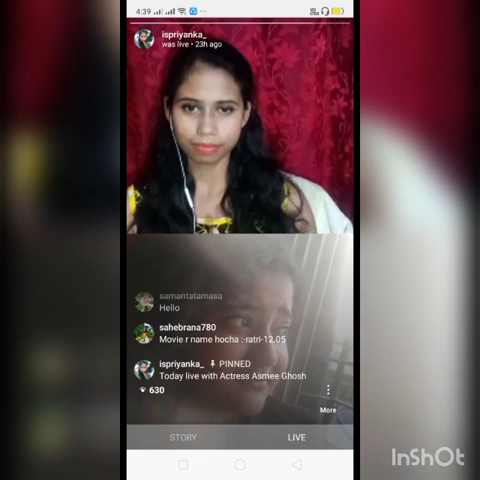 4:39
ispriyanka_
was live • 23h ago
samantatamasa
Hello
sahebrana780
Movie r name hocha :-ratri-12.05
ispriyanka_ PINNED
Today live with Actress Asmee Ghosh
630
More
STORY LIVE
InShOt